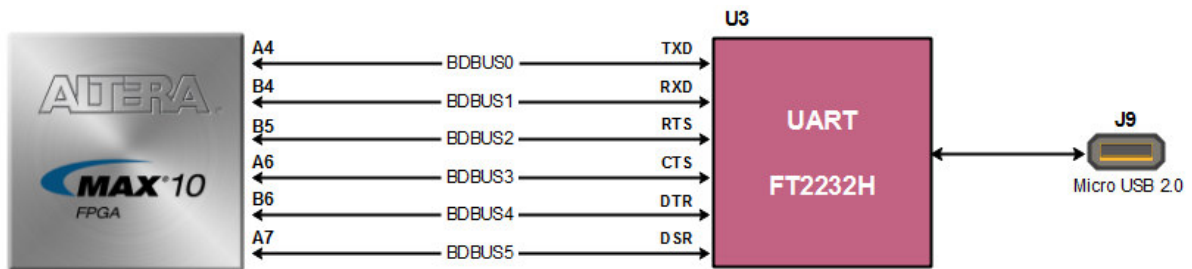 U3
A4 BDBUS0 TXD
ALTERA
B4 BDBUS1 RXD
B5 BDBUS2 RTS
UART
J9
MAX 10
FPGA
A6 BDBUS3 CTS
FT2232H
Micro USB 2.0
B6 BDBUS4 DTR
A7 BDBUS5 DSR